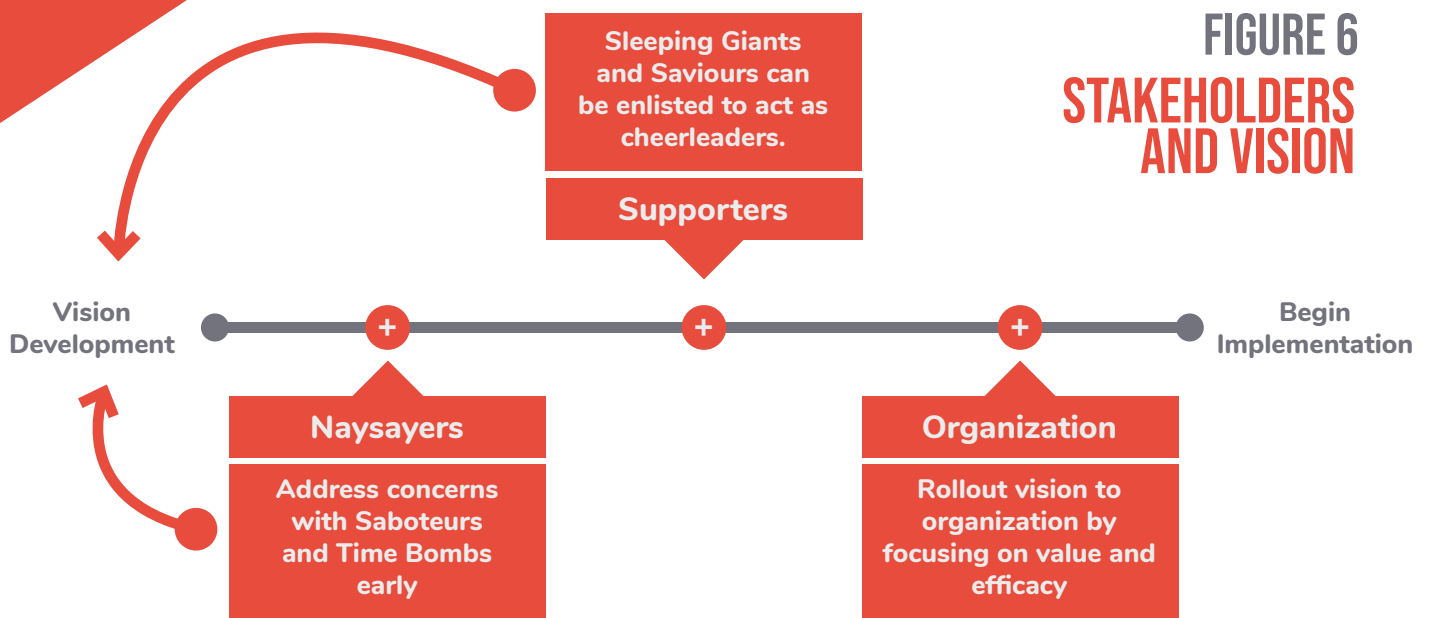 FIGURE 6
STAKEHOLDERS
AND VISION
Sleeping Giants
and Saviours can
be enlisted to act as
cheerleaders.
Supporters
Vision
Development
+
+
+
Begin
Implementation
Naysayers
Address concerns
with Saboteurs
and Time Bombs
early
Organization
Rollout vision to
organization by
focusing on value and
efficacy